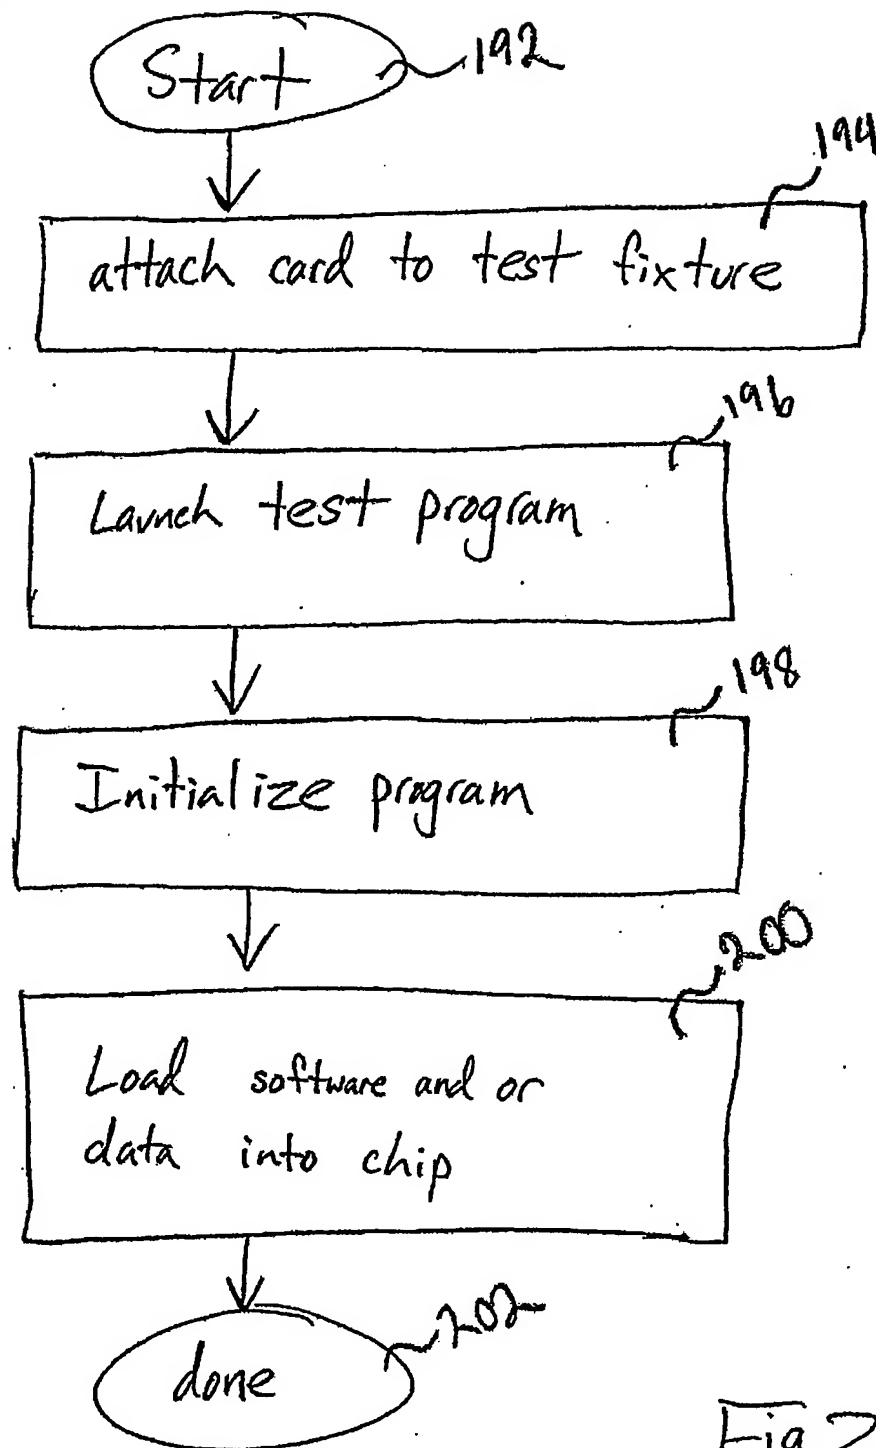 Start
192
194
attach card to test fixture
196
Launch test program
198
Initialize program
200
Load software and or
data into chip
202
done
Fig